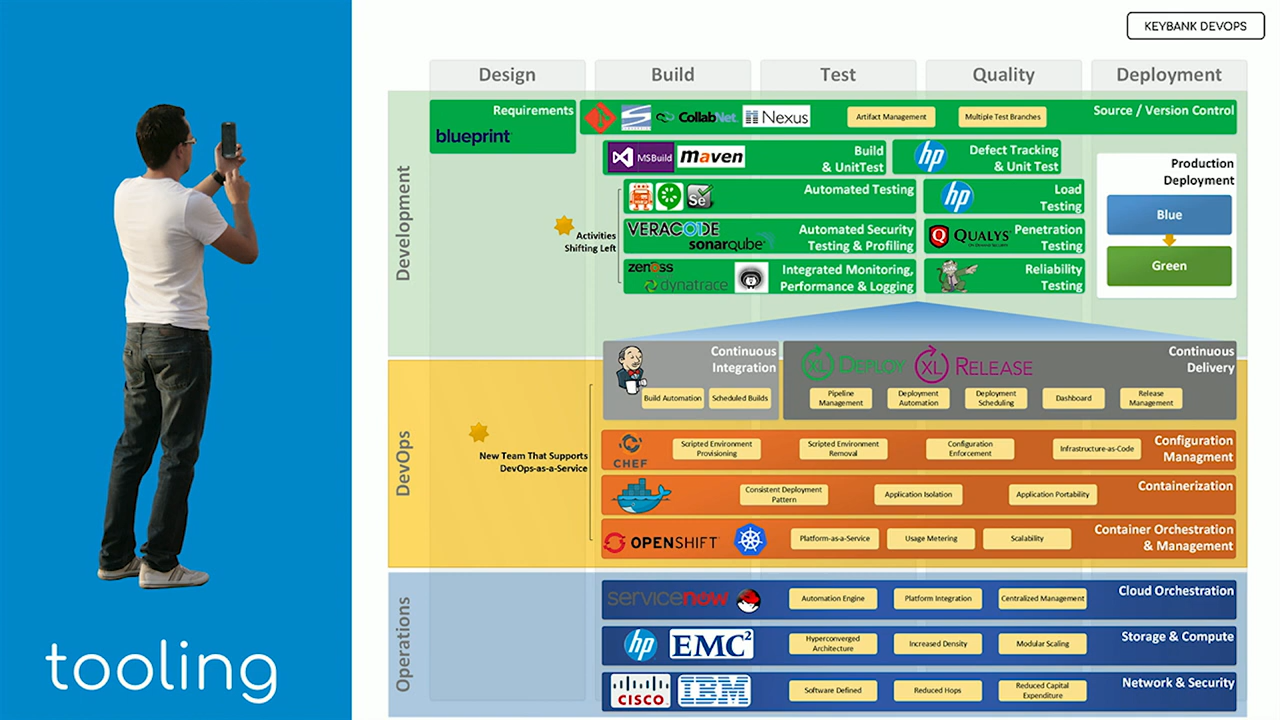 KEYBANK DEVOPS
Design
Build
Test
Quality
Deployment
Development
Requirements
blueprint
CollabNet
Nexus
Artifact Management
Multiple Test Branches
Source / Version Control
MSBuild
maven
Build
& UnitTest
hp
Defect Tracking
& Unit Test
Production
Deployment
Blue
Green
Activities
Shifting Left
Se
Automated Testing
hp
Load
Testing
VERACODE
sonarqube
Automated Security
Testing & Profiling
QUALYS
Penetration
Testing
zenoss
dynatrace
Integrated Monitoring,
Performance & Logging
Reliability
Testing
DevOps
New Team That Supports
DevOps-as-a-Service
Continuous
Integration
Build Automation
Scheduled Builds
XL DEPLOY
XL RELEASE
Continuous
Delivery
Pipeline
Management
Deployment
Automation
Deployment
Scheduling
Dashboard
Release
Management
CHEF
Scripted Environment
Provisioning
Scripted Environment
Removal
Configuration
Enforcement
Infrastructure-as-Code
Configuration
Managment
Consistent Deployment
Pattern
Application Isolation
Application Portability
Containerization
OPENSHIFT
Platform-as-a-Service
Usage Metering
Scalability
Container Orchestration
& Management
Operations
servicenow
Automation Engine
Platform Integration
Centralized Management
Cloud Orchestration
hp
EMC²
Hyperconverged
Architecture
Increased Density
Modular Scaling
Storage & Compute
CISCO
IBM
Software Defined
Reduced Hops
Reduced Capital
Expenditure
Network & Security
tooling